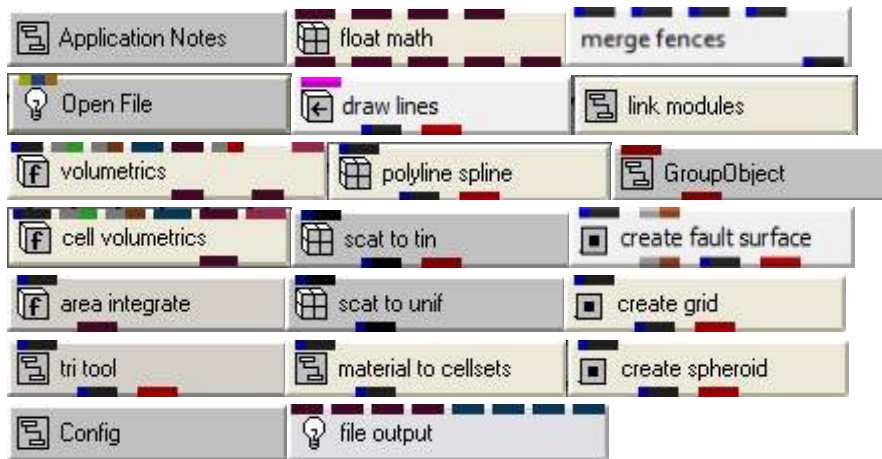 Application Notes
float math
merge fences
Open File
draw lines
link modules
volumetrics
polyline spline
GroupObject
cell volumetrics
scat to tin
create fault surface
area integrate
scat to unif
create grid
tri tool
material to cellsets
create spheroid
Config
file output